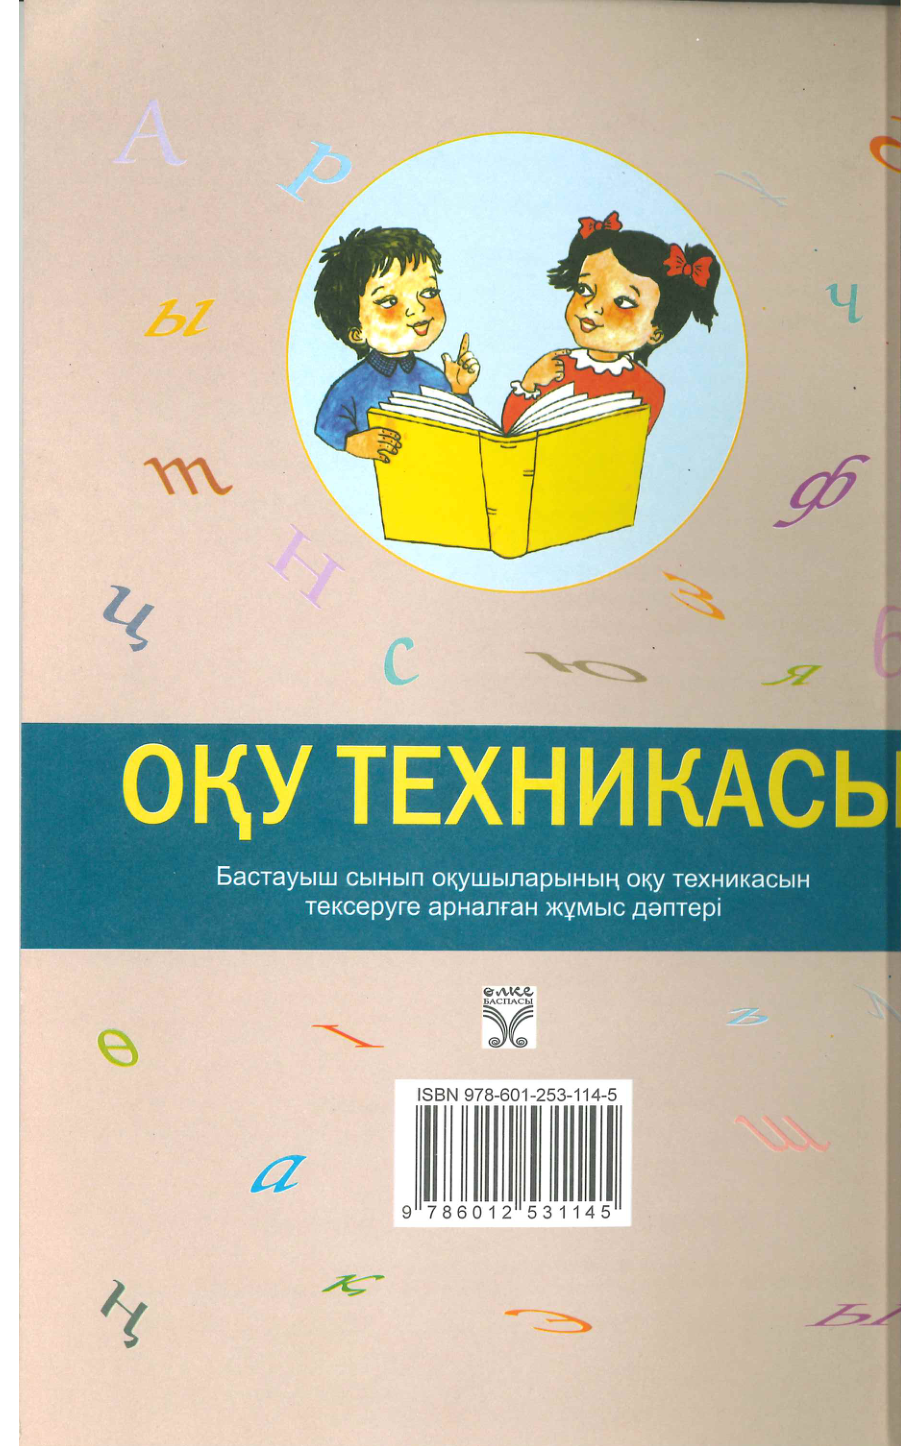 А
Р
ы
ч
т
ф
Н
ц
З
с
ю
я
ОҚУ ТЕХНИКАСЫ
Бастауыш сынып оқушыларының оқу техникасын
тексеруге арналған жұмыс дәптері
өлке
БАСПАСЫ
ө
І
ъ
ISBN 978-601-253-114-5
ш
а
9 786012 531145
ң
қ
э
Ы